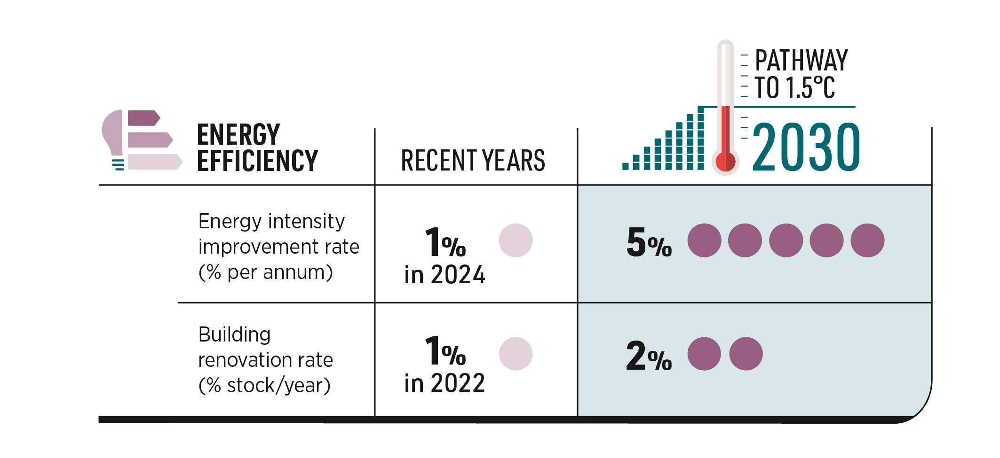 PATHWAY
TO 1.5°C
2030
ENERGY
EFFICIENCY
RECENT YEARS
Energy intensity
improvement rate
(% per annum)
1%
in 2024
5%
Building
renovation rate
(% stock/year)
1%
in 2022
2%